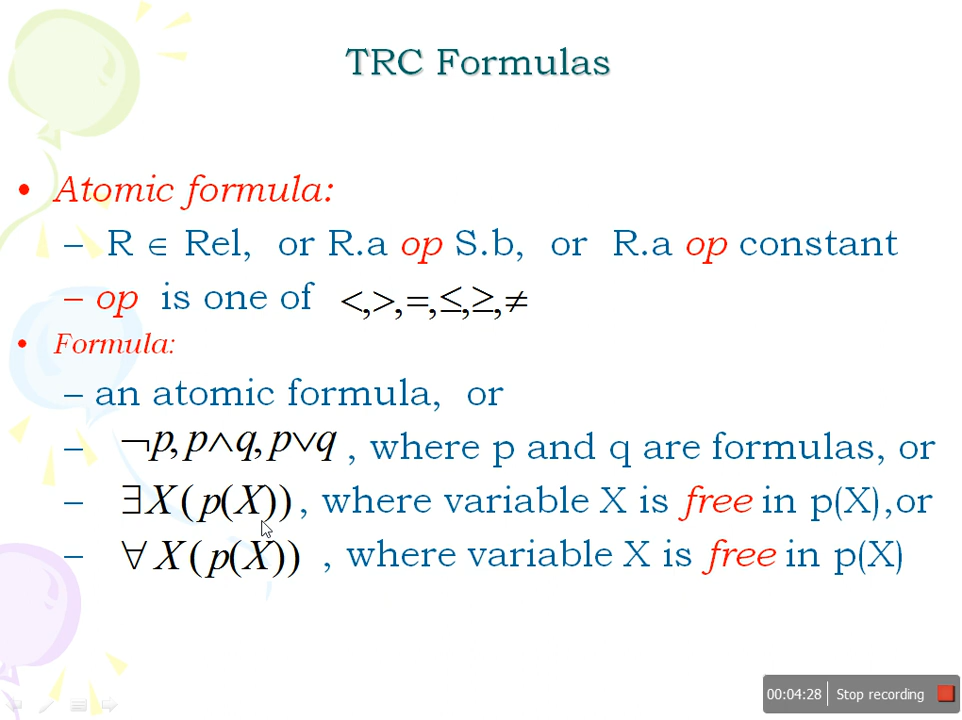 TRC Formulas
• Atomic formula:
– R ∈ Rel, or R.a op S.b, or R.a op constant
– op is one of <,>,=,≤,≥,≠
• Formula:
– an atomic formula, or
– ¬p, p∧q, p∨q , where p and q are formulas, or
– ∃X(p(X)) , where variable X is free in p(X),or
– ∀X(p(X)) , where variable X is free in p(X)
00:04:28 Stop recording